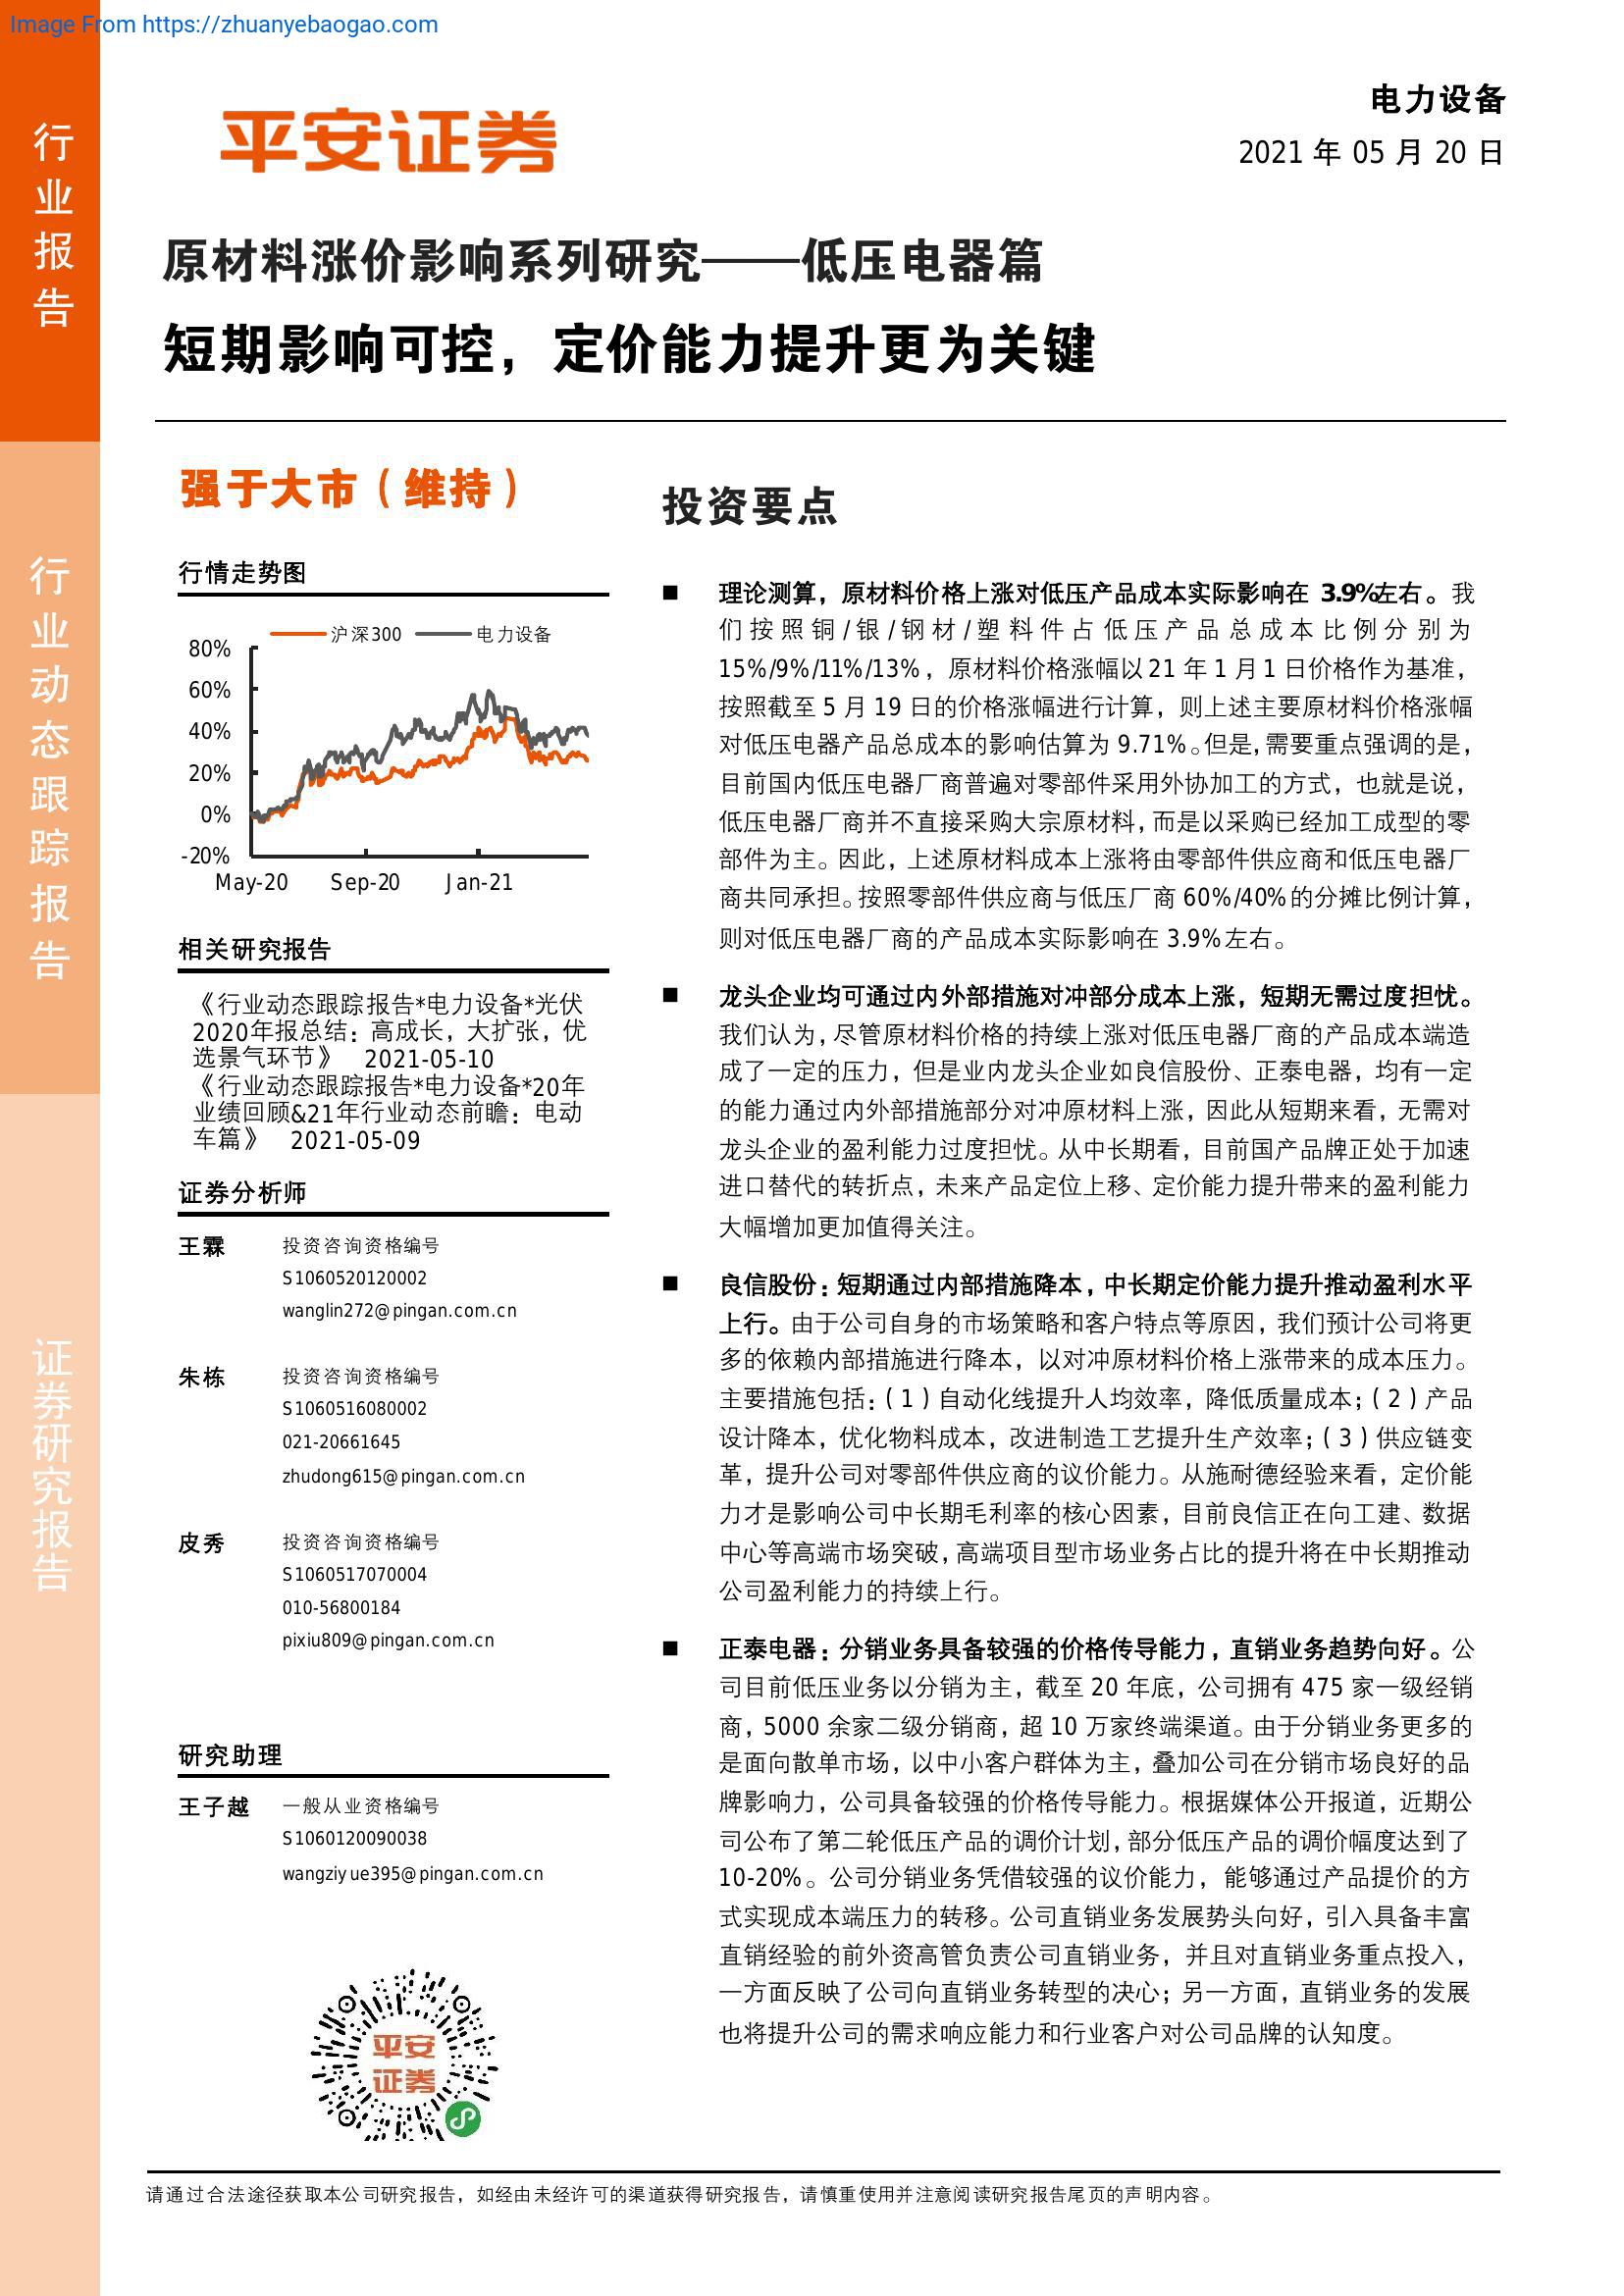 Image From https://zhuanyebaogao.com
行业报告
行业动态跟踪报告
证券研究报告
平安证券
电力设备
2021 年 05 月 20 日
原材料涨价影响系列研究——低压电器篇
短期影响可控，定价能力提升更为关键
强于大市（维持）
行情走势图
沪深300
电力设备
80%
60%
40%
20%
0%
-20%
May-20
Sep-20
Jan-21
相关研究报告
《行业动态跟踪报告*电力设备*光伏
2020年报总结：高成长，大扩张，优
选景气环节》 2021-05-10
《行业动态跟踪报告*电力设备*20年
业绩回顾&21年行业动态前瞻：电动
车篇》 2021-05-09
证券分析师
王霖 投资咨询资格编号
S1060520120002
wanglin272@pingan.com.cn
朱栋 投资咨询资格编号
S1060516080002
021-20661645
zhudong615@pingan.com.cn
皮秀 投资咨询资格编号
S1060517070004
010-56800184
pixiu809@pingan.com.cn
研究助理
王子越 一般从业资格编号
S1060120090038
wangziyue395@pingan.com.cn
平安
证券
投资要点
■ 理论测算，原材料价格上涨对低压产品成本实际影响在 3.9%左右。我
们按照铜/银/钢材/塑料件占低压产品总成本比例分别为
15%/9%/11%/13%，原材料价格涨幅以 21 年 1 月 1 日价格作为基准，
按照截至 5 月 19 日的价格涨幅进行计算，则上述主要原材料价格涨幅
对低压电器产品总成本的影响估算为 9.71%。但是，需要重点强调的是，
目前国内低压电器厂商普遍对零部件采用外协加工的方式，也就是说，
低压电器厂商并不直接采购大宗原材料，而是以采购已经加工成型的零
部件为主。因此，上述原材料成本上涨将由零部件供应商和低压电器厂
商共同承担。按照零部件供应商与低压厂商 60%/40%的分摊比例计算，
则对低压电器厂商的产品成本实际影响在 3.9%左右。
■ 龙头企业均可通过内外部措施对冲部分成本上涨，短期无需过度担忧。
我们认为，尽管原材料价格的持续上涨对低压电器厂商的产品成本端造
成了一定的压力，但是业内龙头企业如良信股份、正泰电器，均有一定
的能力通过内外部措施部分对冲原材料上涨，因此从短期来看，无需对
龙头企业的盈利能力过度担忧。从中长期看，目前国产品牌正处于加速
进口替代的转折点，未来产品定位上移、定价能力提升带来的盈利能力
大幅增加更加值得关注。
■ 良信股份：短期通过内部措施降本，中长期定价能力提升推动盈利水平
上行。由于公司自身的市场策略和客户特点等原因，我们预计公司将更
多的依赖内部措施进行降本，以对冲原材料价格上涨带来的成本压力。
主要措施包括：（1）自动化线提升人均效率，降低质量成本；（2）产品
设计降本，优化物料成本，改进制造工艺提升生产效率；（3）供应链变
革，提升公司对零部件供应商的议价能力。从施耐德经验来看，定价能
力才是影响公司中长期毛利率的核心因素，目前良信正在向工建、数据
中心等高端市场突破，高端项目型市场业务占比的提升将在中长期推动
公司盈利能力的持续上行。
■ 正泰电器：分销业务具备较强的价格传导能力，直销业务趋势向好。公
司目前低压业务以分销为主，截至 20 年底，公司拥有 475 家一级经销
商，5000 余家二级分销商，超 10 万家终端渠道。由于分销业务更多的
是面向散单市场，以中小客户群体为主，叠加公司在分销市场良好的品
牌影响力，公司具备较强的价格传导能力。根据媒体公开报道，近期公
司公布了第二轮低压产品的调价计划，部分低压产品的调价幅度达到了
10-20%。公司分销业务凭借较强的议价能力，能够通过产品提价的方
式实现成本端压力的转移。公司直销业务发展势头向好，引入具备丰富
直销经验的前外资高管负责公司直销业务，并且对直销业务重点投入，
一方面反映了公司向直销业务转型的决心；另一方面，直销业务的发展
也将提升公司的需求响应能力和行业客户对公司品牌的认知度。
请通过合法途径获取本公司研究报告，如经由未经许可的渠道获得研究报告，请慎重使用并注意阅读研究报告尾页的声明内容。